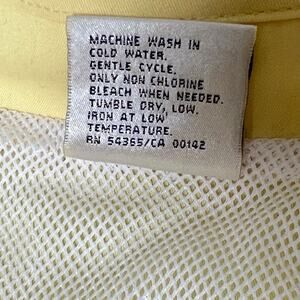 MACHINE WASH IN
COLD WATER.
GENTLE CYCLE.
ONLY NON CHLORINE
BLEACH WHEN NEEDED.
TUMBLE DRY, LOW.
IRON AT LOW
TEMPERATURE.
RN 54365/CA 00142